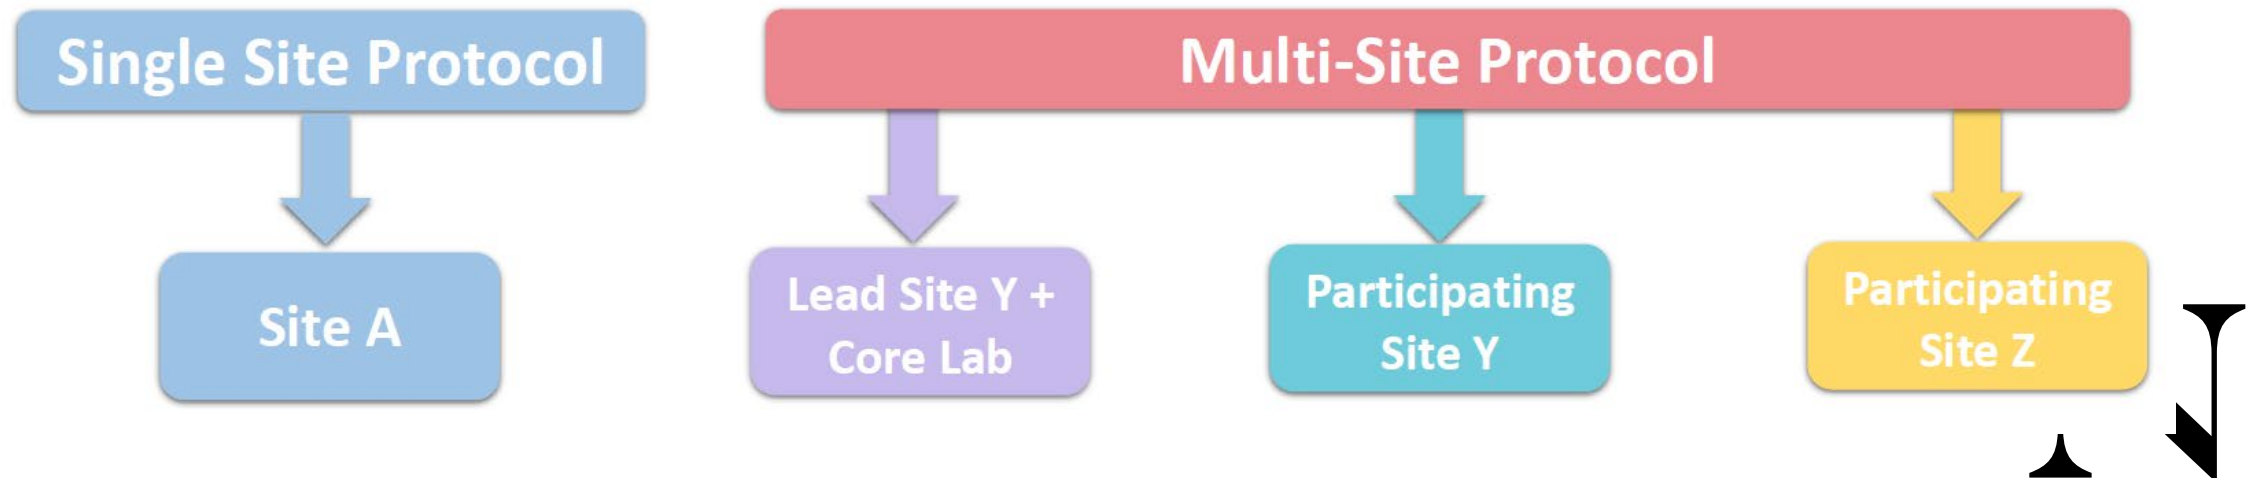 Single Site Protocol
Multi-Site Protocol
Site A
Lead Site Y +
Core Lab
Participating
Site Y
Participating
Site Z